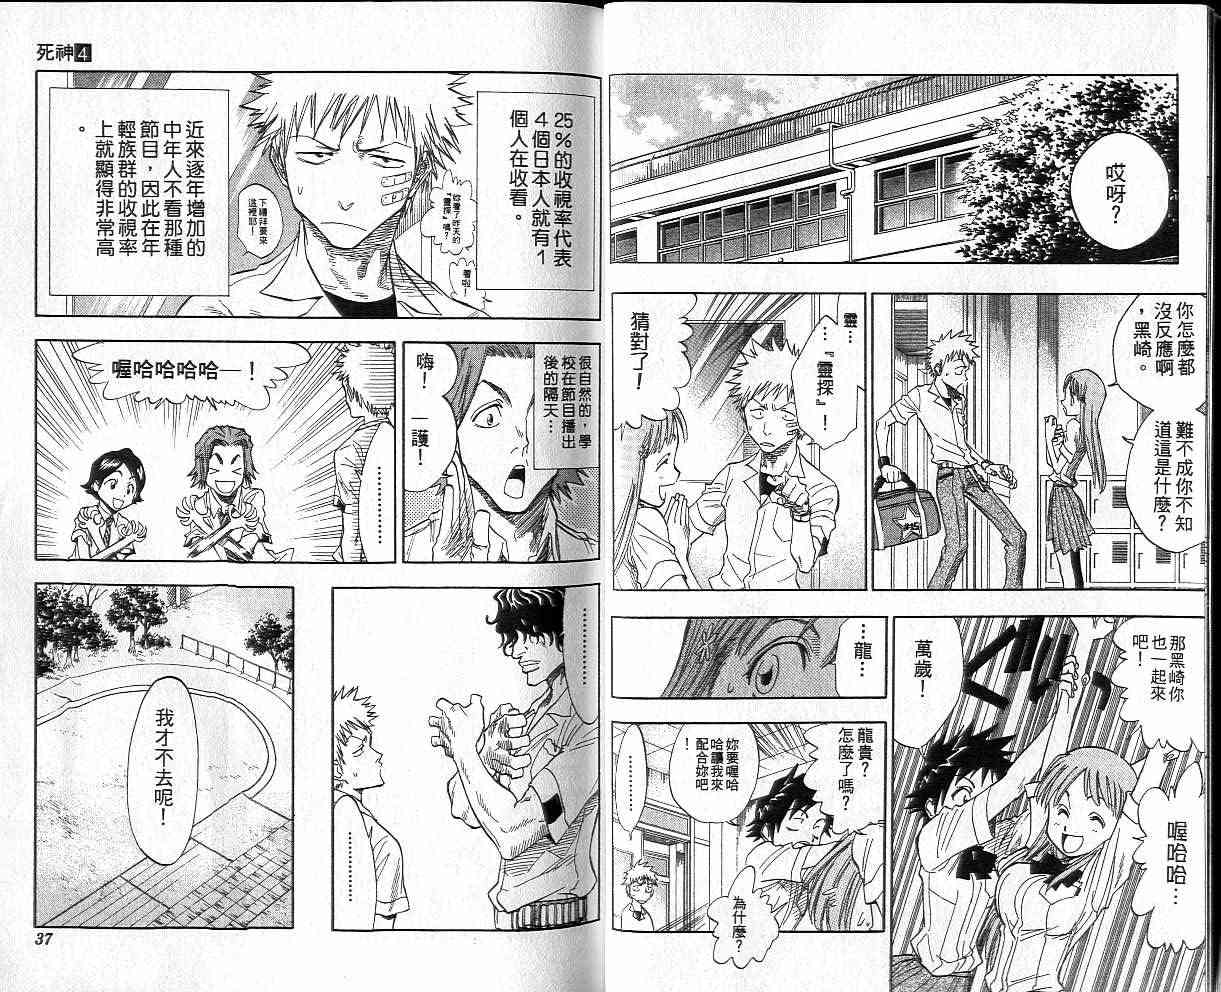 哎呀？
你怎麼都
沒反應啊
，黑崎。
難不成你不知
道這是什麼？
靈…
…『靈探』！
猜對了！
那黑崎你
也一起來
吧！
喔哈哈…
萬歲！
…龍…
龍貴？
怎麼了嗎？
妳要喔哈
哈讓我來
配合妳吧
！
為什麼？
…………
死神4
25%的收視率代表
4個日本人就有1
個人在收看。
你看了昨天的
『靈探』嗎？
看啦！
下禮拜要來
這裡耶！
近來逐年增加的
中年人不看那種
節目，因此在年
輕族群的收視率
上就顯得非常高
。
很自然的，學
校在節目播出
後的隔天…
嗨！
一護！
…………
喔哈哈哈哈—！
…………
…………
我才不去呢！
37